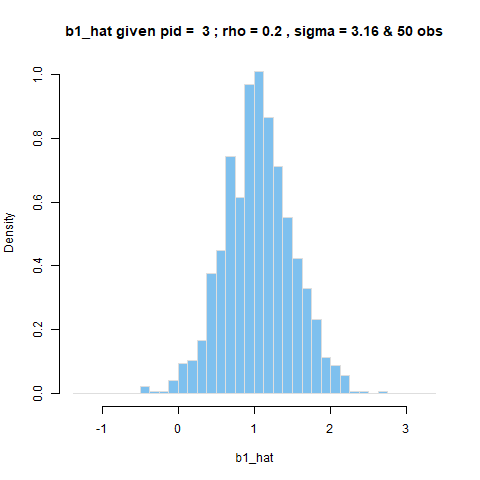 b1_hat given pid =  3 ; rho = 0.2 , sigma = 3.16 & 50 obs
1.0
0.8
0.6
0.4
0.2
0.0
Density
-1 0 1 2 3
b1_hat